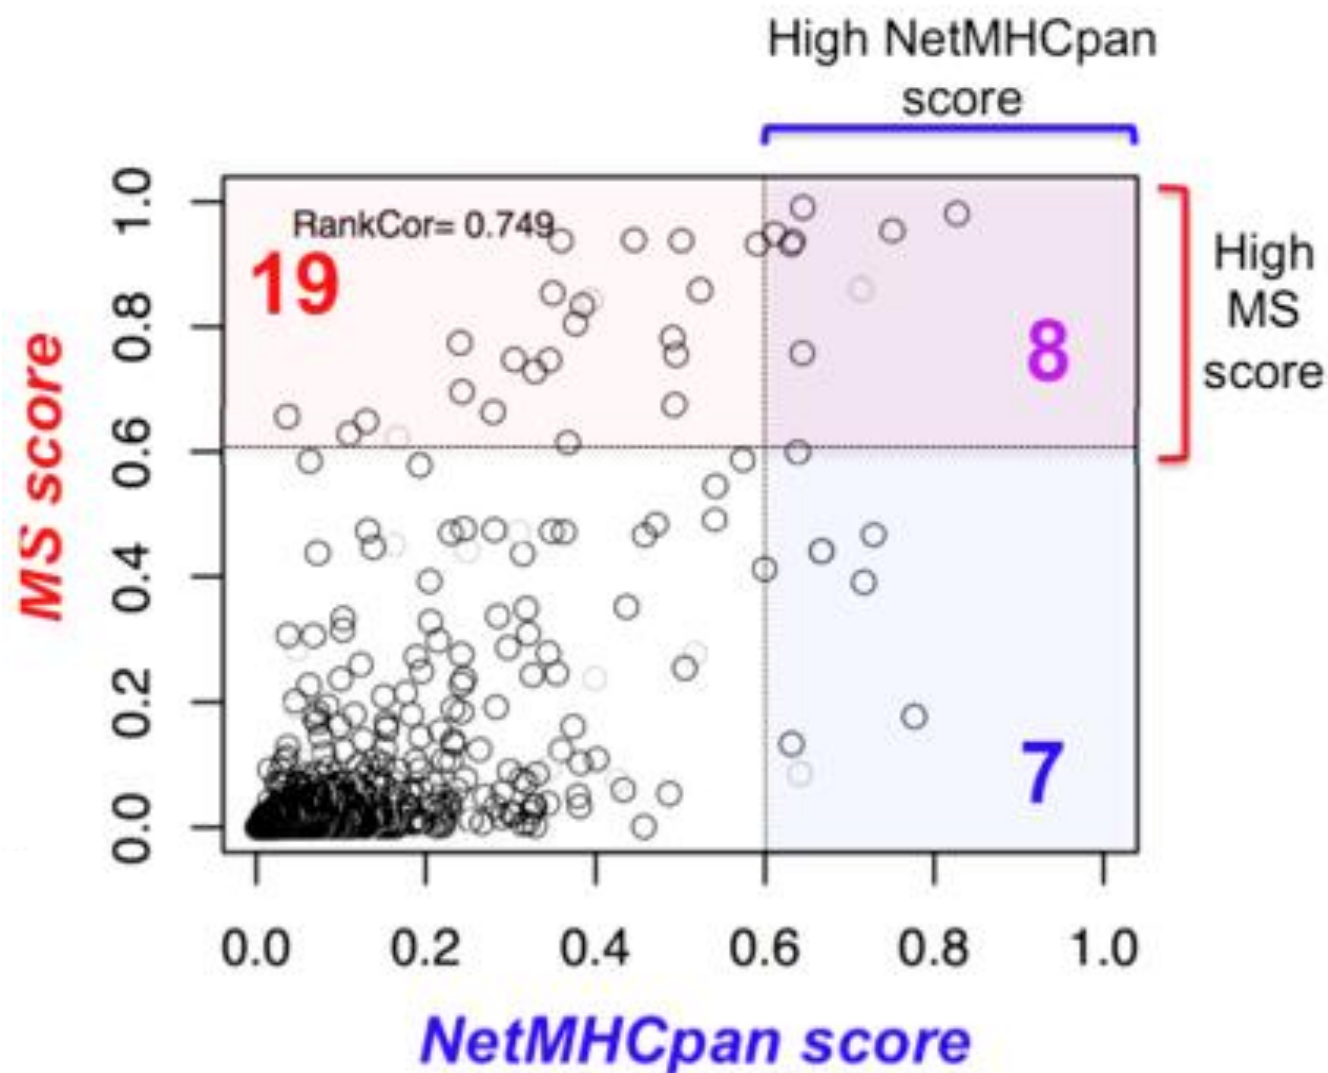 High NetMHCpan
score
RankCor= 0.749
19
8
7
High
MS
score
MS score
1.0
0.8
0.6
0.4
0.2
0.0
0.0 0.2 0.4 0.6 0.8 1.0
NetMHCpan score